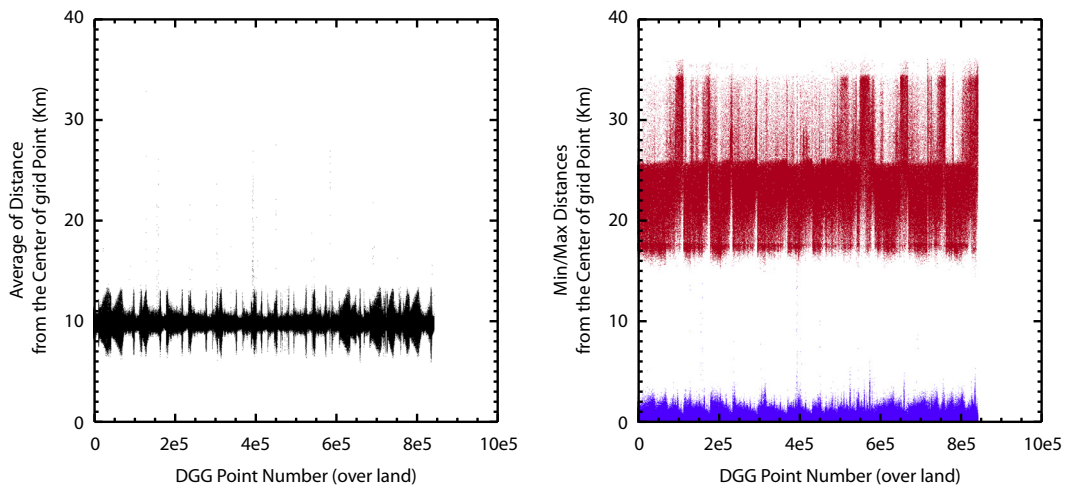 40
30
20
10
0
Average of Distance
from the Center of grid Point (Km)
0 2e5 4e5 6e5 8e5 10e5
DGG Point Number (over land)
40
30
20
10
0
Min/Max Distances
from the Center of grid Point (Km)
0 2e5 4e5 6e5 8e5 10e5
DGG Point Number (over land)